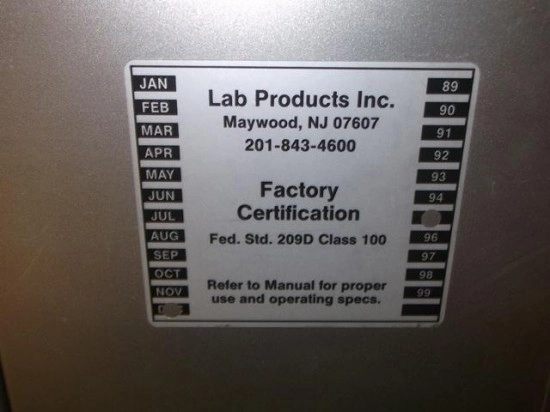 JAN
FEB
MAR
APR
MAY
JUN
JUL
AUG
SEP
OCT
NOV
Lab Products Inc.
Maywood, NJ 07607
201-843-4600
Factory
Certification
Fed. Std. 209D Class 100
Refer to Manual for proper
use and operating specs.
89
90
91
92
93
94
96
97
98
99